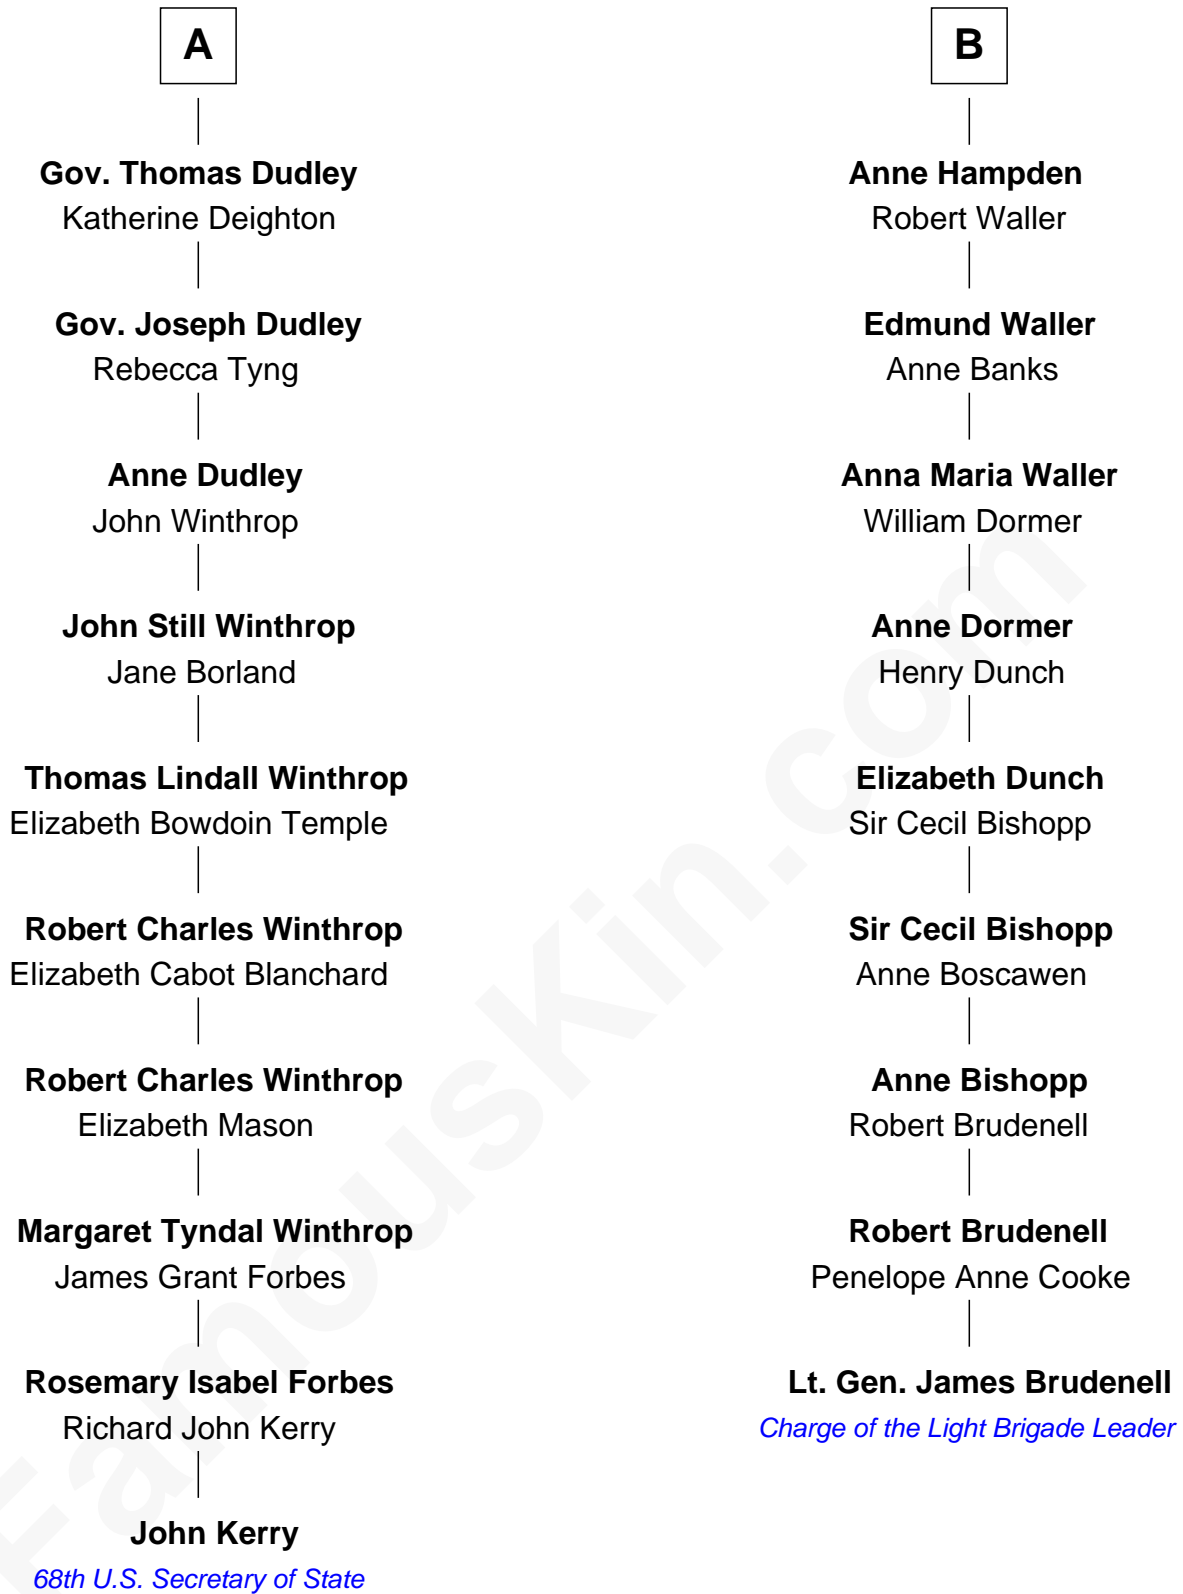 A
Gov. Thomas Dudley
Katherine Deighton
Gov. Joseph Dudley
Rebecca Tyng
Anne Dudley
John Winthrop
John Still Winthrop
Jane Borland
Thomas Lindall Winthrop
Elizabeth Bowdoin Temple
Robert Charles Winthrop
Elizabeth Cabot Blanchard
Robert Charles Winthrop
Elizabeth Mason
Margaret Tyndal Winthrop
James Grant Forbes
Rosemary Isabel Forbes
Richard John Kerry
John Kerry
68th U.S. Secretary of State
B
Anne Hampden
Robert Waller
Edmund Waller
Anne Banks
Anna Maria Waller
William Dormer
Anne Dormer
Henry Dunch
Elizabeth Dunch
Sir Cecil Bishopp
Sir Cecil Bishopp
Anne Boscawen
Anne Bishopp
Robert Brudenell
Robert Brudenell
Penelope Anne Cooke
Lt. Gen. James Brudenell
Charge of the Light Brigade Leader
FamousKin.com